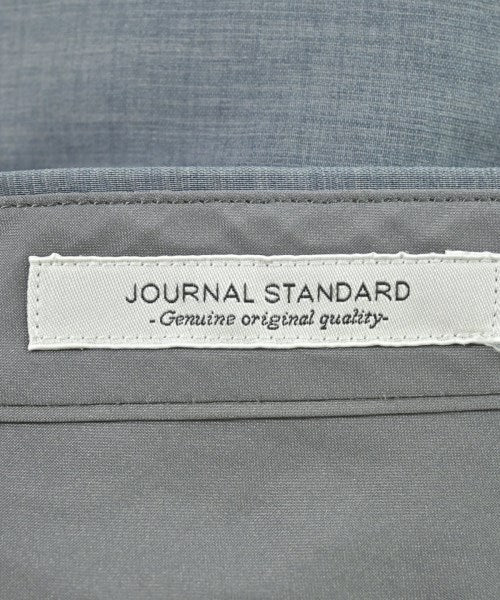 JOURNAL STANDARD
-Genuine original quality-